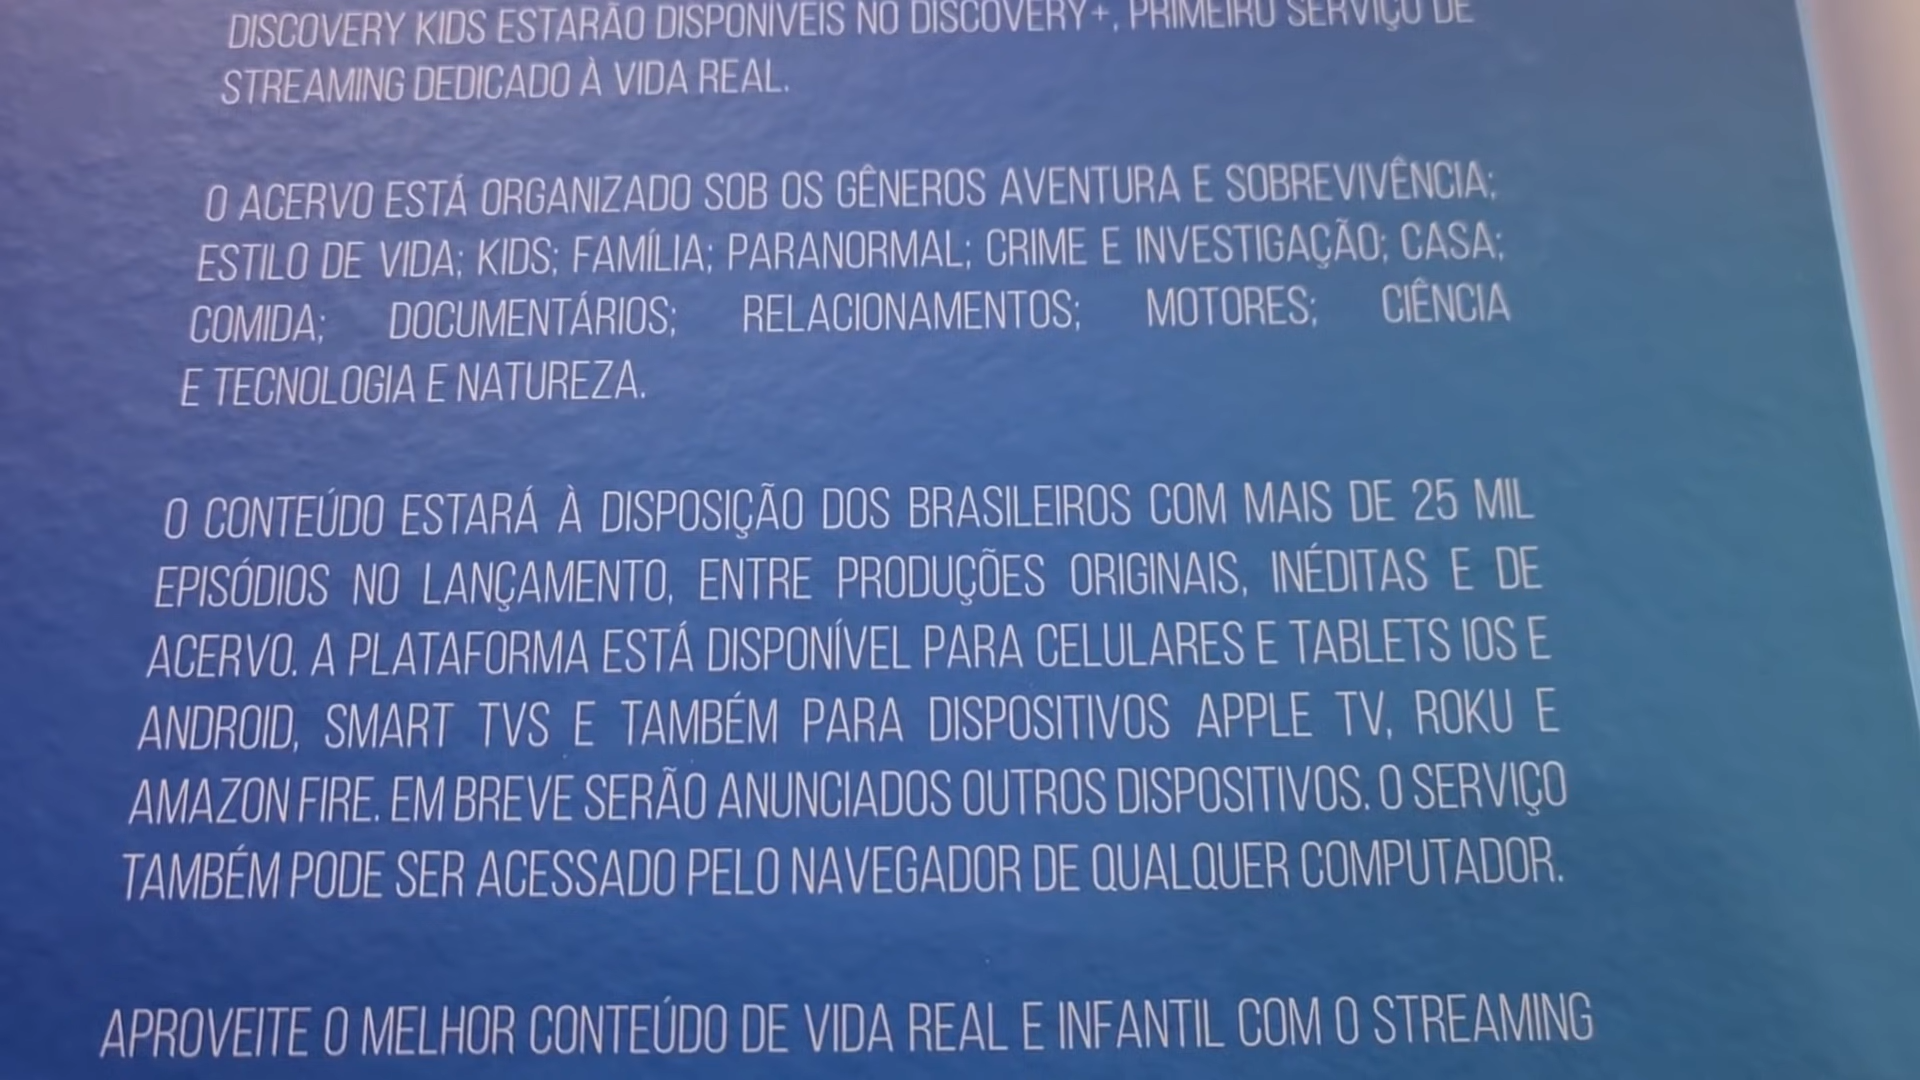 DISCOVERY KIDS ESTARÃO DISPONÍVEIS NO DISCOVERY+, PRIMEIRO SERVIÇO DE
STREAMING DEDICADO À VIDA REAL.
O ACERVO ESTÁ ORGANIZADO SOB OS GÊNEROS AVENTURA E SOBREVIVÊNCIA;
ESTILO DE VIDA; KIDS; FAMÍLIA; PARANORMAL; CRIME E INVESTIGAÇÃO; CASA;
COMIDA; DOCUMENTÁRIOS; RELACIONAMENTOS; MOTORES; CIÊNCIA
E TECNOLOGIA E NATUREZA.
O CONTEÚDO ESTARÁ À DISPOSIÇÃO DOS BRASILEIROS COM MAIS DE 25 MIL
EPISÓDIOS NO LANÇAMENTO, ENTRE PRODUÇÕES ORIGINAIS, INÉDITAS E DE
ACERVO. A PLATAFORMA ESTÁ DISPONÍVEL PARA CELULARES E TABLETS IOS E
ANDROID, SMART TVS E TAMBÉM PARA DISPOSITIVOS APPLE TV, ROKU E
AMAZON FIRE. EM BREVE SERÃO ANUNCIADOS OUTROS DISPOSITIVOS. O SERVIÇO
TAMBÉM PODE SER ACESSADO PELO NAVEGADOR DE QUALQUER COMPUTADOR.
APROVEITE O MELHOR CONTEÚDO DE VIDA REAL E INFANTIL COM O STREAMING